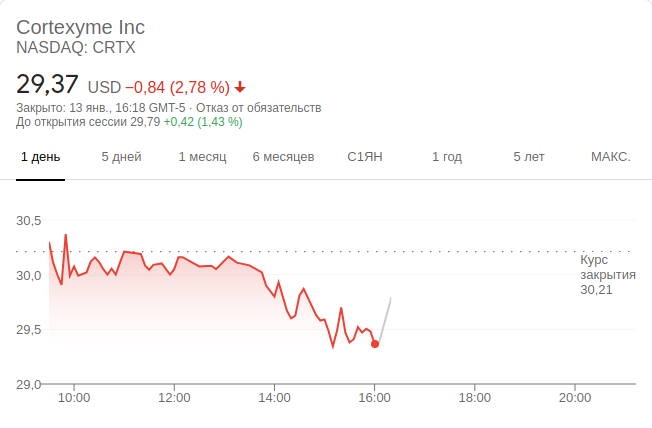 Cortexyme Inc
NASDAQ: CRTX
29,37 USD −0,84 (2,78 %)
Закрыто: 13 янв., 16:18 GMT-5 · Отказ от обязательств
До открытия сессии 29,79 +0,42 (1,43 %)
1 день 5 дней 1 месяц 6 месяцев С1ЯН 1 год 5 лет МАКС.
30,5
Курс
закрытия
30,21
30,0
29,5
29,0
10:00 12:00 14:00 16:00 18:00 20:00